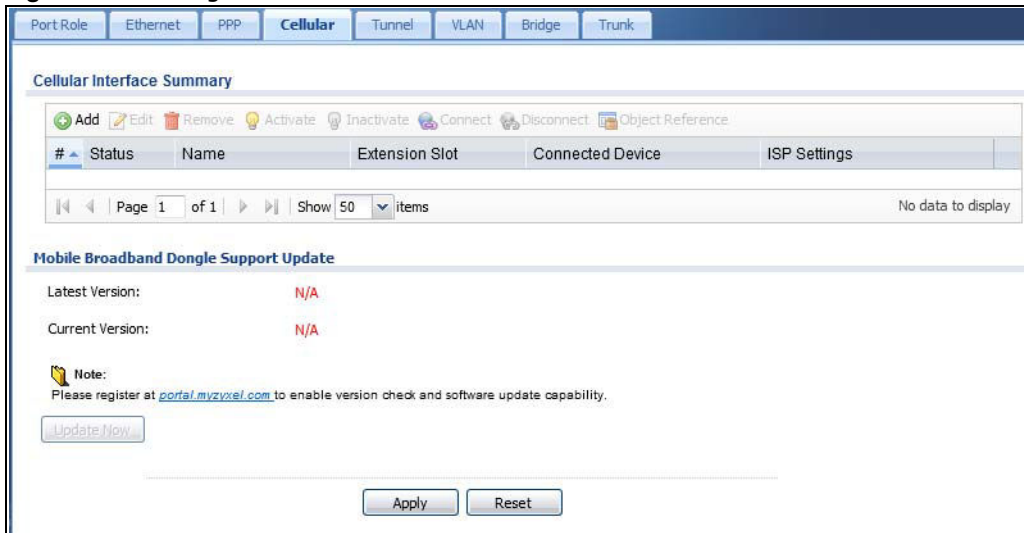 Port Role Ethernet PPP Cellular Tunnel VLAN Bridge Trunk
Cellular Interface Summary
Add Edit Remove Activate Inactivate Connect Disconnect Object Reference
# Status Name Extension Slot Connected Device ISP Settings
Page 1 of 1 Show 50 items No data to display
Mobile Broadband Dongle Support Update
Latest Version: N/A
Current Version: N/A
Note:
Please register at portal.myzyxel.com to enable version check and software update capability.
Update Now
Apply Reset